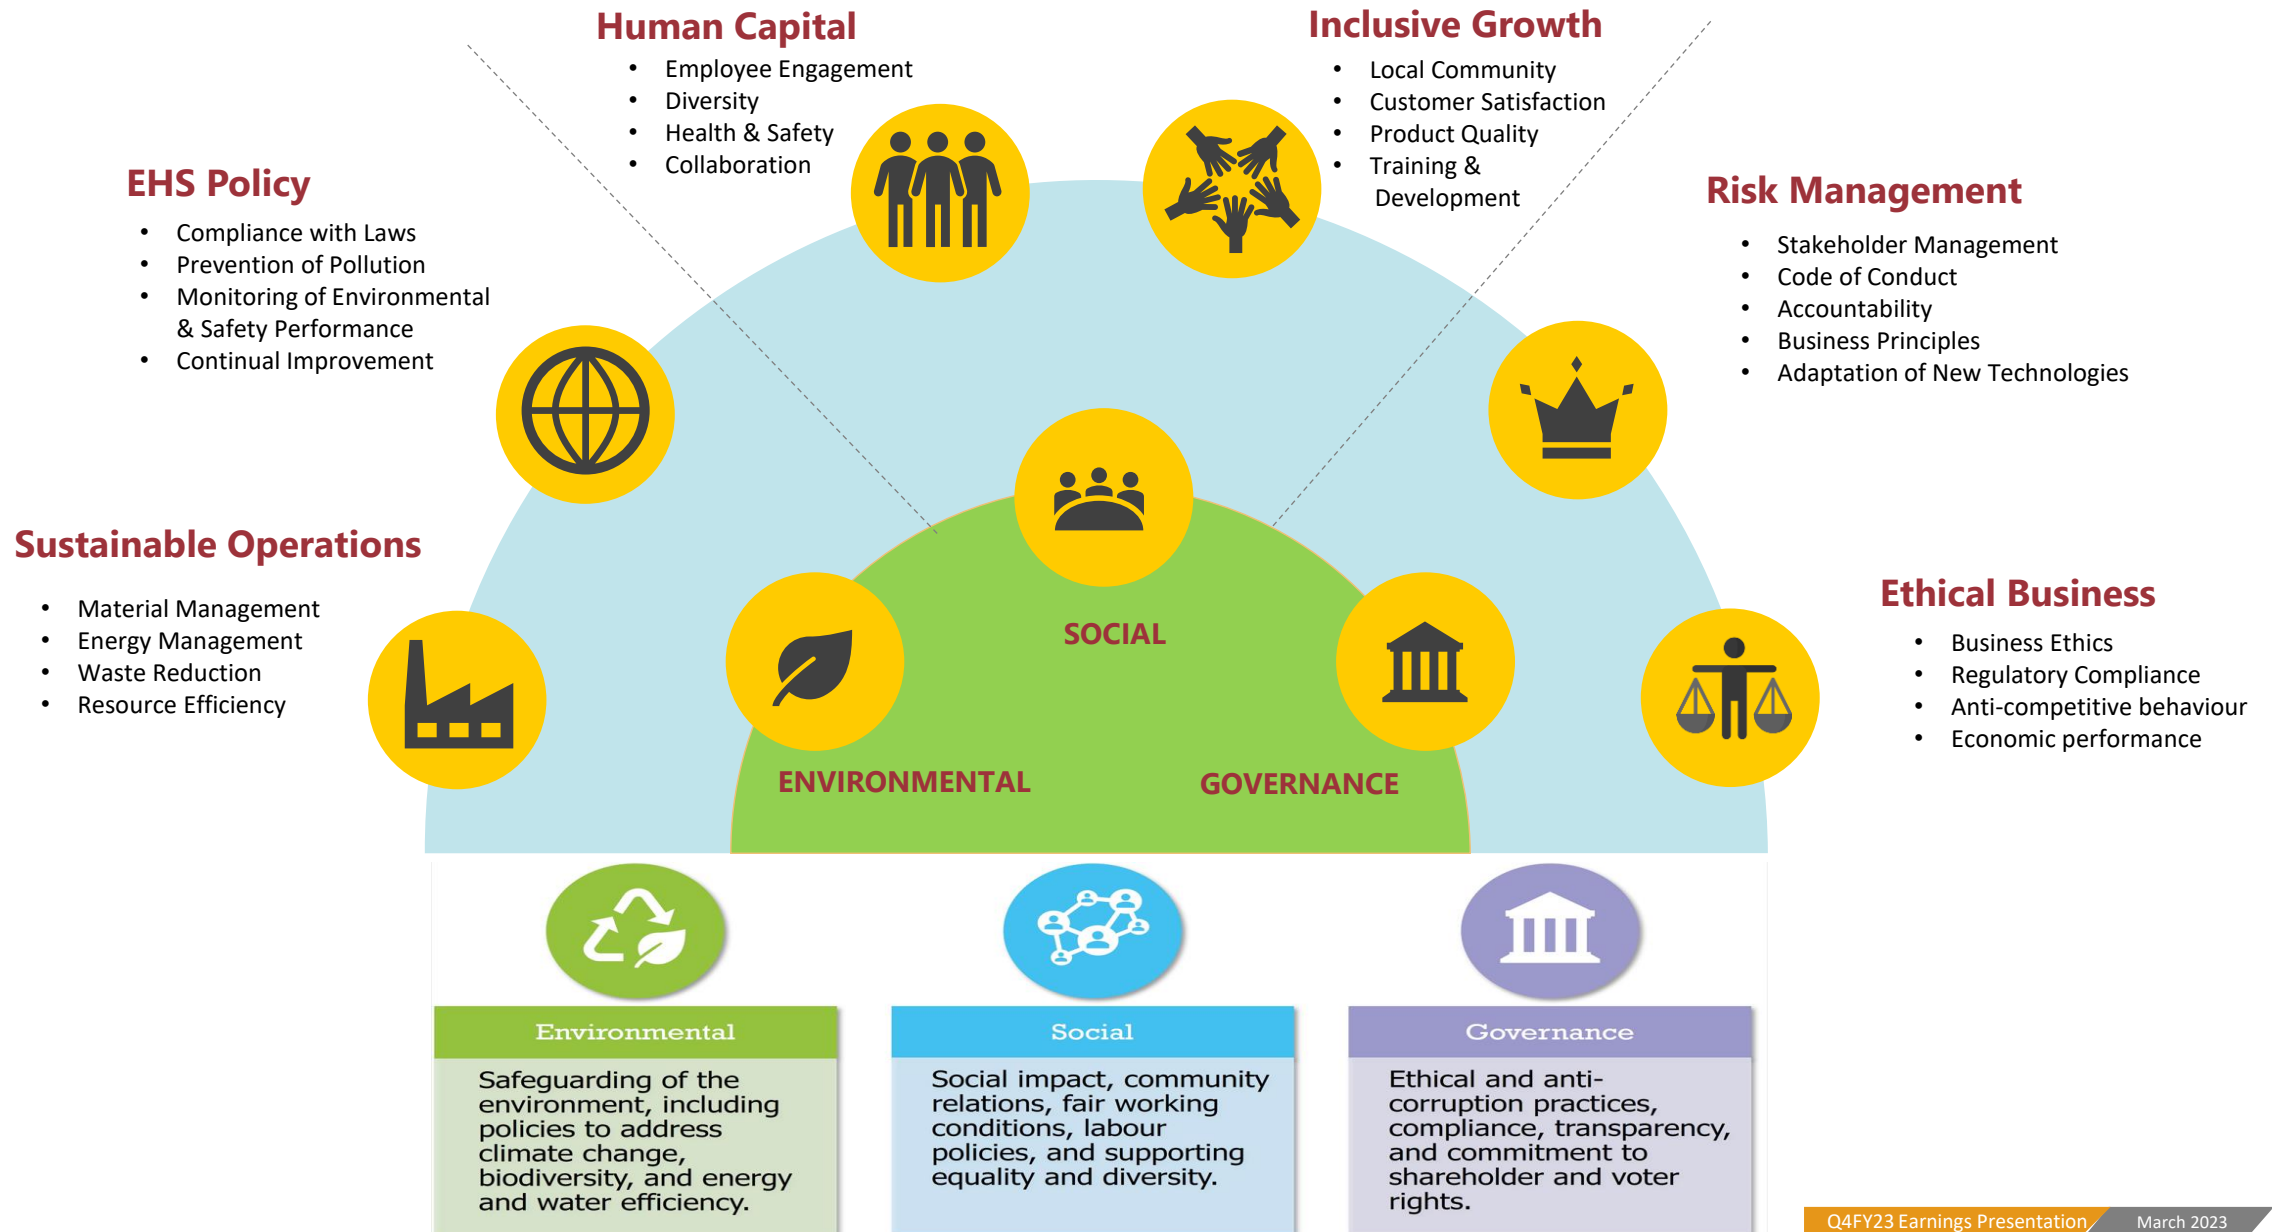 Human Capital
• Employee Engagement
• Diversity
• Health & Safety
• Collaboration
Inclusive Growth
• Local Community
• Customer Satisfaction
• Product Quality
• Training &
Development
EHS Policy
• Compliance with Laws
• Prevention of Pollution
• Monitoring of Environmental
& Safety Performance
• Continual Improvement
Risk Management
• Stakeholder Management
• Code of Conduct
• Accountability
• Business Principles
• Adaptation of New Technologies
Sustainable Operations
• Material Management
• Energy Management
• Waste Reduction
• Resource Efficiency
Ethical Business
• Business Ethics
• Regulatory Compliance
• Anti-competitive behaviour
• Economic performance
SOCIAL
ENVIRONMENTAL
GOVERNANCE
Environmental
Safeguarding of the
environment, including
policies to address
climate change,
biodiversity, and energy
and water efficiency.
Social
Social impact, community
relations, fair working
conditions, labour
policies, and supporting
equality and diversity.
Governance
Ethical and anti-
corruption practices,
compliance, transparency,
and commitment to
shareholder and voter
rights.
Q4FY23 Earnings Presentation
March 2023